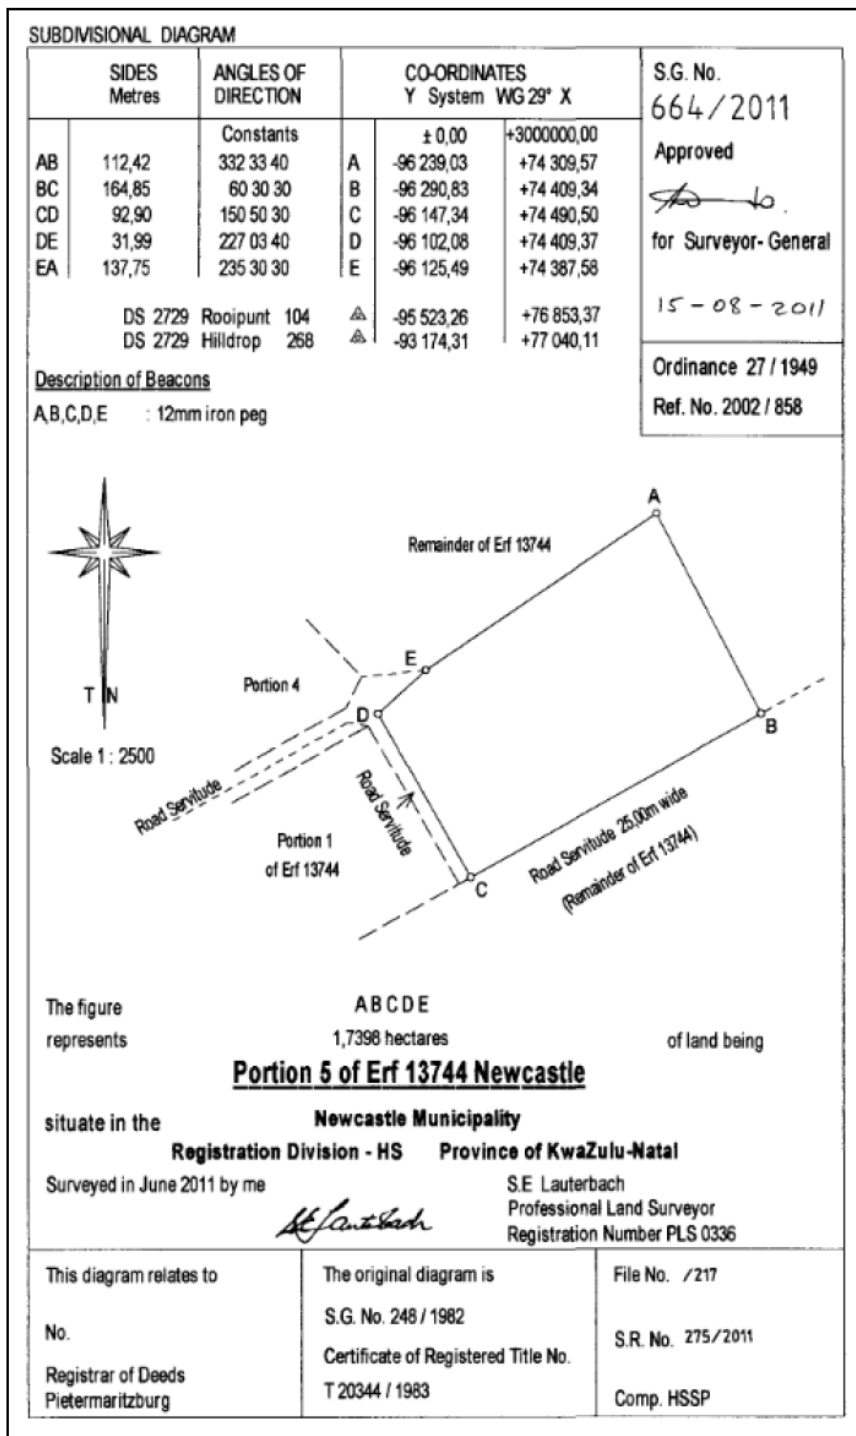 SUBDIVISIONAL DIAGRAM
SIDES Metres ANGLES OF DIRECTION CO-ORDINATES Y System WG 29° X
Constants ± 0,00 +3000000,00
AB 112,42 332 33 40 A -96 239,03 +74 309,57
BC 164,85 60 30 30 B -96 290,83 +74 409,34
CD 92,90 150 50 30 C -96 147,34 +74 490,50
DE 31,99 227 03 40 D -96 102,08 +74 409,37
EA 137,75 235 30 30 E -96 125,49 +74 387,58
DS 2729 Rooipunt 104 -95 523,26 +76 853,37
DS 2729 Hilldrop 268 -93 174,31 +77 040,11
S.G. No.
664/2011
Approved
for Surveyor- General
15-08-2011
Ordinance 27 / 1949
Ref. No. 2002 / 858
Description of Beacons
A,B,C,D,E : 12mm iron peg
A
Remainder of Erf 13744
E
Portion 4
T N
D
B
Scale 1 : 2500
Road Servitude
Road Servitude
Portion 1
of Erf 13744
Road Servitude 25,00m wide
(Remainder of Erf 13744)
C
The figure A B C D E
represents 1,7398 hectares of land being
Portion 5 of Erf 13744 Newcastle
situate in the Newcastle Municipality
Registration Division - HS Province of KwaZulu-Natal
Surveyed in June 2011 by me
S.E Lauterbach
Professional Land Surveyor
Registration Number PLS 0336
This diagram relates to
No.
Registrar of Deeds
Pietermaritzburg
The original diagram is
S.G. No. 248 / 1982
Certificate of Registered Title No.
T 20344 / 1983
File No. /217
S.R. No. 275/2011
Comp. HSSP